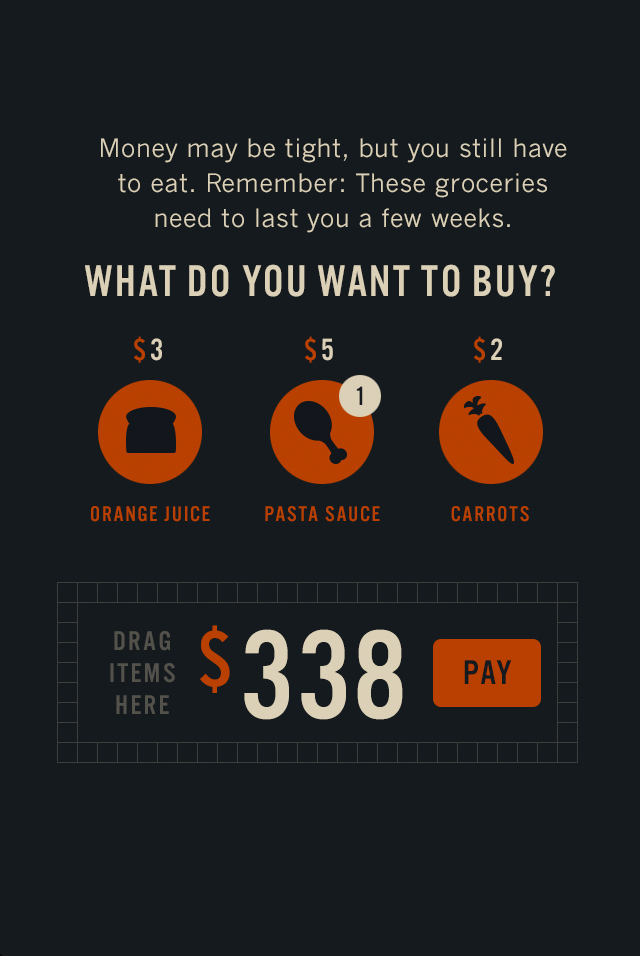 Money may be tight, but you still have
to eat. Remember: These groceries
need to last you a few weeks.
WHAT DO YOU WANT TO BUY?
$3 $5 $2
1
ORANGE JUICE PASTA SAUCE CARROTS
DRAG
ITEMS
HERE
$338
PAY